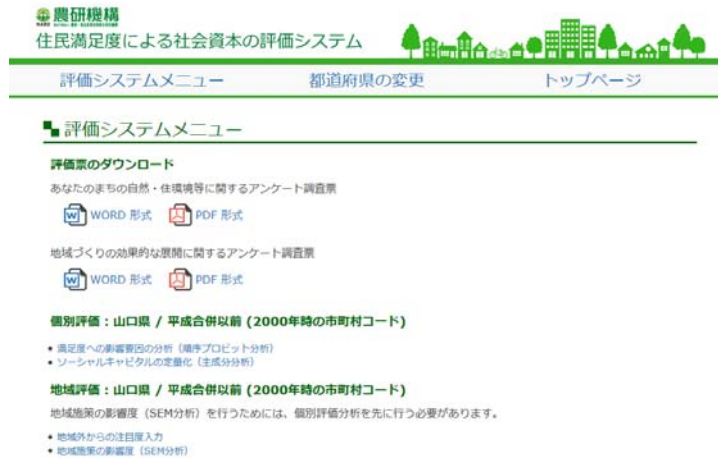 農研機構
住民満足度による社会資本の評価システム
評価システムメニュー 都道府県の変更 トップページ
評価システムメニュー
評価票のダウンロード
あなたのまちの自然・住環境等に関するアンケート調査票
WORD 形式 PDF 形式
地域づくりの効果的な展開に関するアンケート調査票
WORD 形式 PDF 形式
個別評価:山口県 / 平成合併以前 (2000年時の市町村コード)
• 満足度への影響要因の分析(順序プロビット分析)
• ソーシャルキャピタルの定量化(主成分分析)
地域評価:山口県 / 平成合併以前 (2000年時の市町村コード)
地域施策の影響度(SEM分析)を行うためには、個別評価分析を先に行う必要があります。
• 地域外からの注目度入力
• 地域施策の影響度(SEM分析)